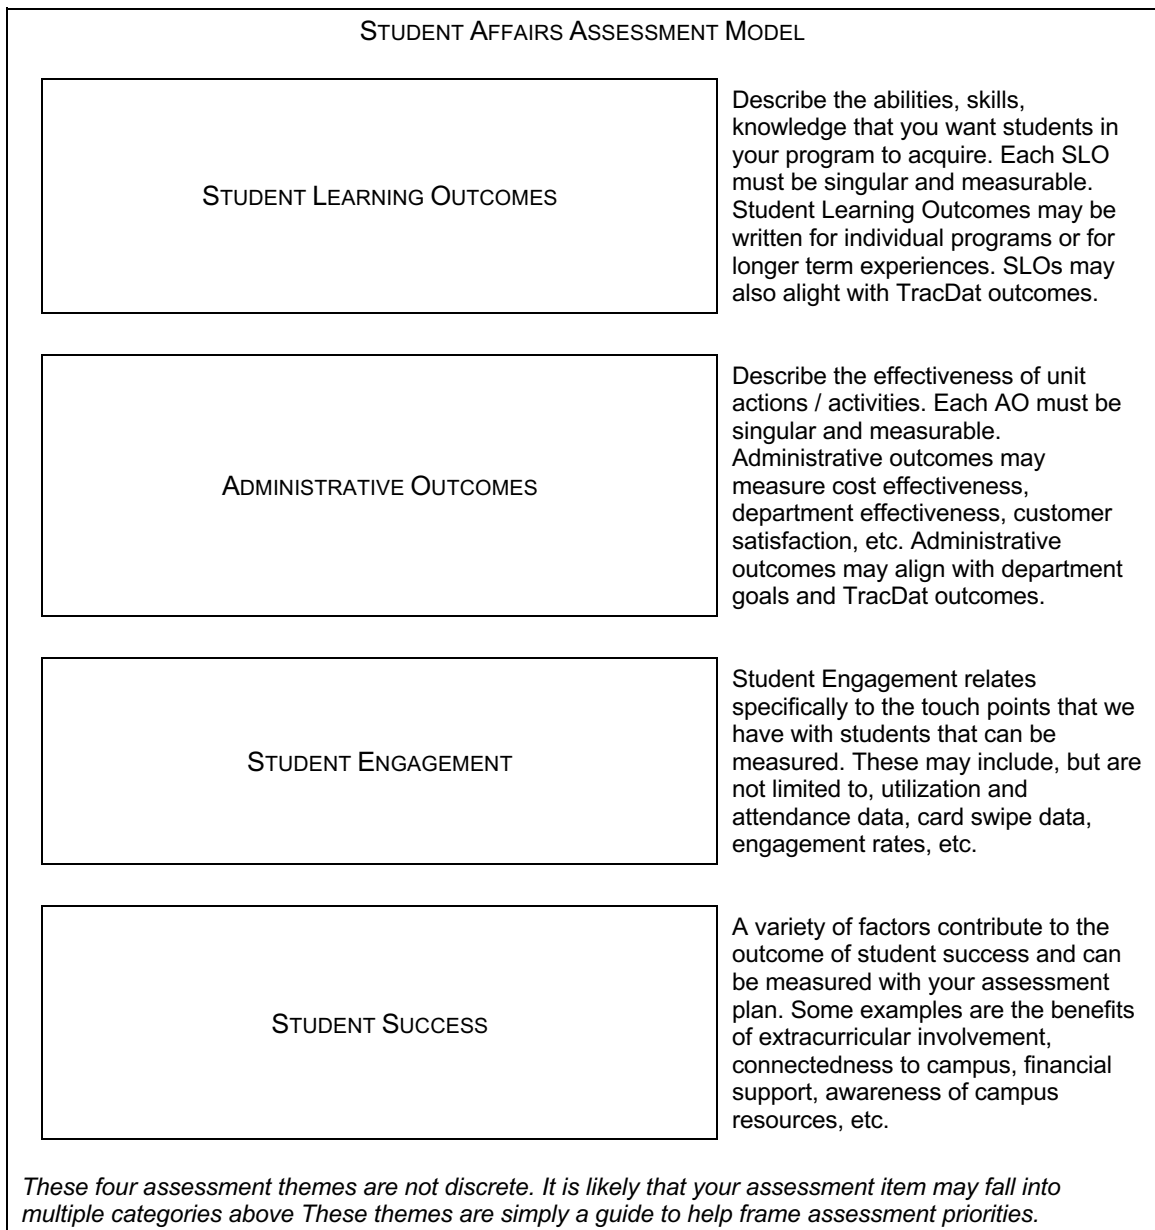 STUDENT AFFAIRS ASSESSMENT MODEL
STUDENT LEARNING OUTCOMES
Describe the abilities, skills,
knowledge that you want students in
your program to acquire. Each SLO
must be singular and measurable.
Student Learning Outcomes may be
written for individual programs or for
longer term experiences. SLOs may
also alight with TracDat outcomes.
ADMINISTRATIVE OUTCOMES
Describe the effectiveness of unit
actions / activities. Each AO must be
singular and measurable.
Administrative outcomes may
measure cost effectiveness,
department effectiveness, customer
satisfaction, etc. Administrative
outcomes may align with department
goals and TracDat outcomes.
STUDENT ENGAGEMENT
Student Engagement relates
specifically to the touch points that we
have with students that can be
measured. These may include, but are
not limited to, utilization and
attendance data, card swipe data,
engagement rates, etc.
STUDENT SUCCESS
A variety of factors contribute to the
outcome of student success and can
be measured with your assessment
plan. Some examples are the benefits
of extracurricular involvement,
connectedness to campus, financial
support, awareness of campus
resources, etc.
These four assessment themes are not discrete. It is likely that your assessment item may fall into
multiple categories above These themes are simply a guide to help frame assessment priorities.